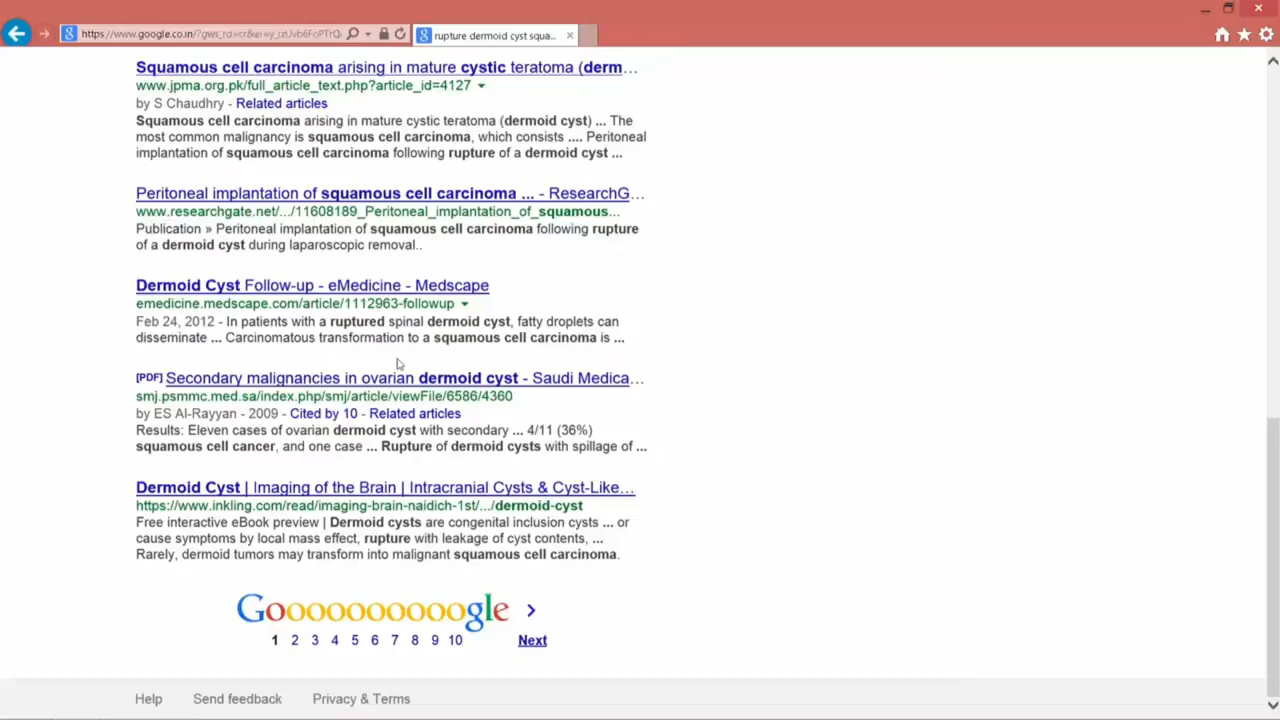 https://www.google.co.in/?gws_rd=cr&ei=
rupture dermoid cyst squa...
Squamous cell carcinoma arising in mature cystic teratoma (derm...
www.jpma.org.pk/full_article_text.php?article_id=4127
by S Chaudhry - Related articles
Squamous cell carcinoma arising in mature cystic teratoma (dermoid cyst) ... The
most common malignancy is squamous cell carcinoma, which consists .... Peritoneal
implantation of squamous cell carcinoma following rupture of a dermoid cyst ...
Peritoneal implantation of squamous cell carcinoma ... - ResearchG...
www.researchgate.net/.../11608189_Peritoneal_implantation_of_squamous...
Publication » Peritoneal implantation of squamous cell carcinoma following rupture
of a dermoid cyst during laparoscopic removal..
Dermoid Cyst Follow-up - eMedicine - Medscape
emedicine.medscape.com/article/1112963-followup
Feb 24, 2012 - In patients with a ruptured spinal dermoid cyst, fatty droplets can
disseminate ... Carcinomatous transformation to a squamous cell carcinoma is ...
[PDF] Secondary malignancies in ovarian dermoid cyst - Saudi Medica...
smj.psmmc.med.sa/index.php/smj/article/viewFile/6586/4360
by ES Al-Rayyan - 2009 - Cited by 10 - Related articles
Results: Eleven cases of ovarian dermoid cyst with secondary ... 4/11 (36%)
squamous cell cancer, and one case ... Rupture of dermoid cysts with spillage of ...
Dermoid Cyst | Imaging of the Brain | Intracranial Cysts & Cyst-Like...
https://www.inkling.com/read/imaging-brain-naidich-1st/.../dermoid-cyst
Free interactive eBook preview | Dermoid cysts are congenital inclusion cysts ... or
cause symptoms by local mass effect, rupture with leakage of cyst contents, ...
Rarely, dermoid tumors may transform into malignant squamous cell carcinoma.
Goooooooooogle >
1 2 3 4 5 6 7 8 9 10 Next
Help Send feedback Privacy & Terms